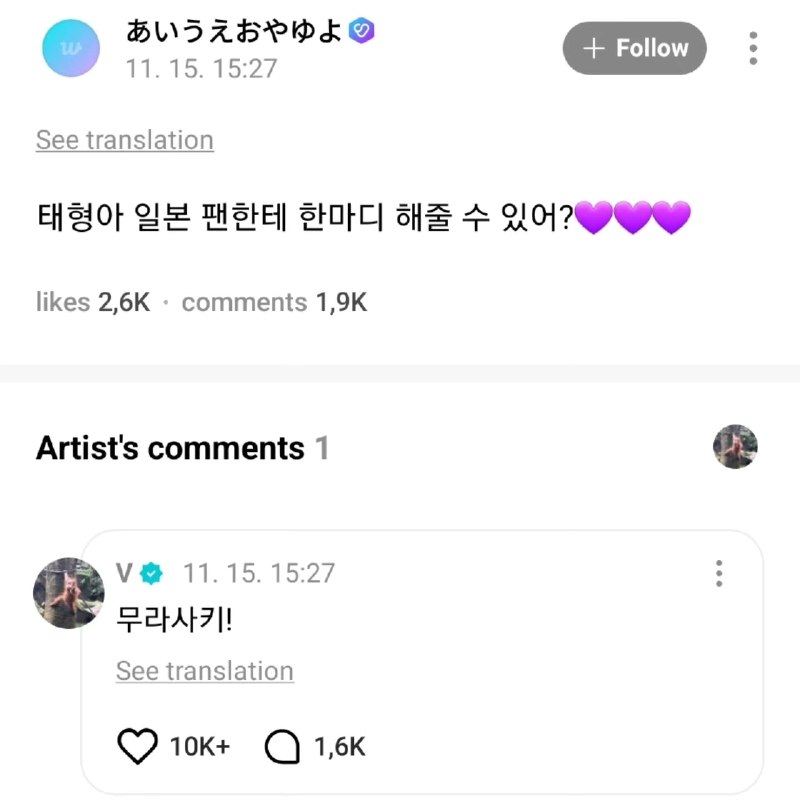 あいうえおやゆよ
11. 15. 15:27
+ Follow
See translation
태형아 일본 팬한테 한마디 해줄 수 있어?💜💜💜
likes 2,6K · comments 1,9K
Artist's comments 1
V 11. 15. 15:27
무라사키!
See translation
10K+ 1,6K